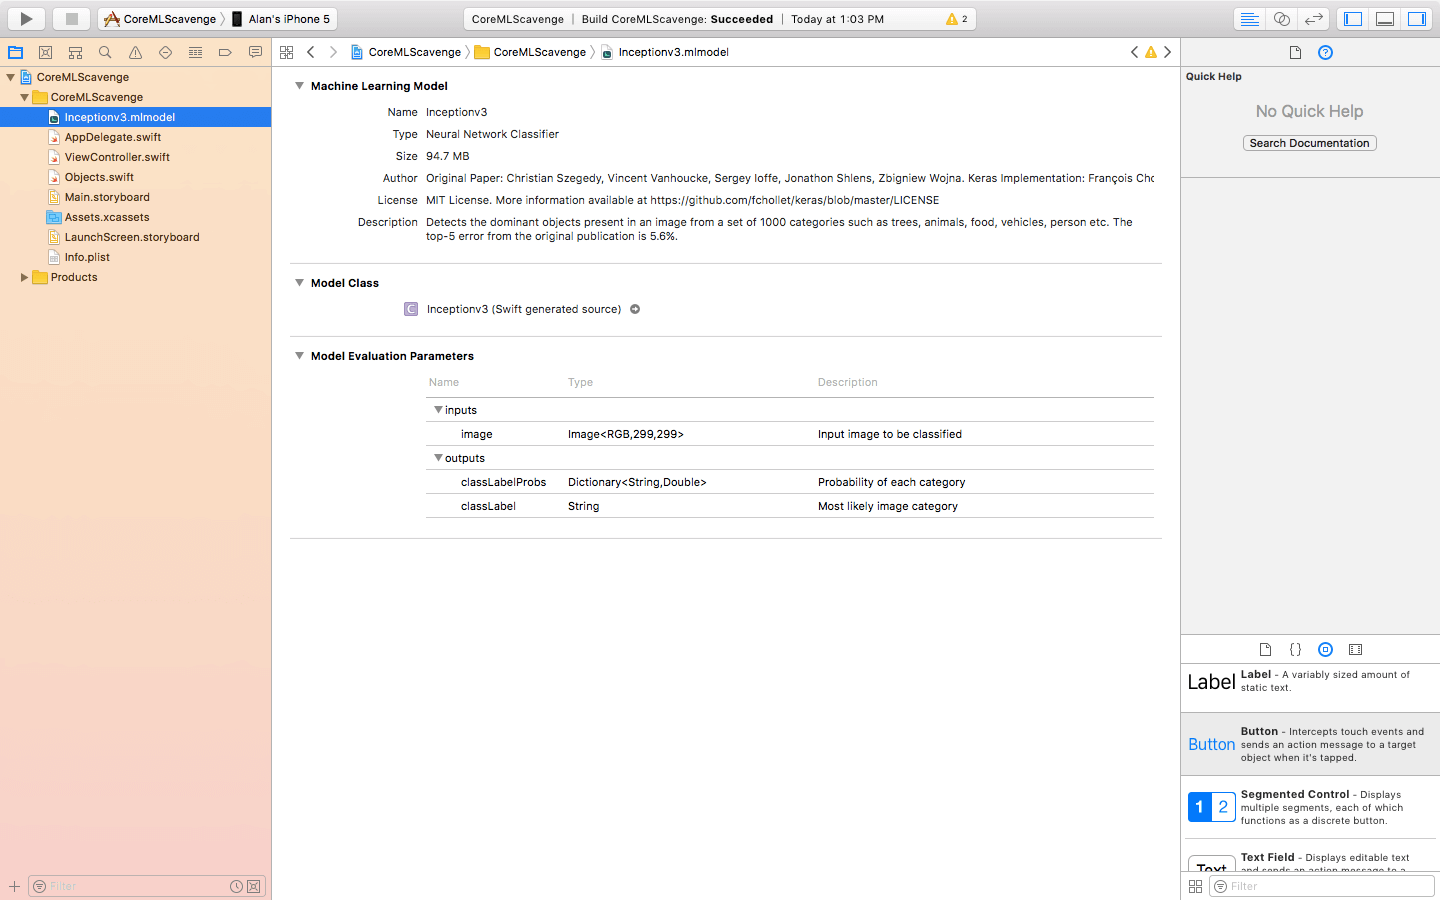 CoreMLScavenge
Alan's iPhone 5
CoreMLScavenge | Build CoreMLScavenge: Succeeded | Today at 1:03 PM
2
CoreMLScavenge
CoreMLScavenge
Inceptionv3.mlmodel
AppDelegate.swift
ViewController.swift
Objects.swift
Main.storyboard
Assets.xcassets
LaunchScreen.storyboard
Info.plist
Products
Filter
CoreMLScavenge
CoreMLScavenge
Inceptionv3.mlmodel
Machine Learning Model
Name Inceptionv3
Type Neural Network Classifier
Size 94.7 MB
Author Original Paper: Christian Szegedy, Vincent Vanhoucke, Sergey Ioffe, Jonathon Shlens, Zbigniew Wojna. Keras Implementation: François
License MIT License. More information available at https://github.com/fchollet/keras/blob/master/LICENSE
Description Detects the dominant objects present in an image from a set of 1000 categories such as trees, animals, food, vehicles, person etc. The
top-5 error from the original publication is 5.6%.
Model Class
C Inceptionv3 (Swift generated source)
Model Evaluation Parameters
Name Type Description
inputs
image Image<RGB,299,299> Input image to be classified
outputs
classLabelProbs Dictionary<String,Double> Probability of each category
classLabel String Most likely image category
Quick Help
No Quick Help
Search Documentation
{}
Label
Label - A variably sized amount of
static text.
Button
Button - Intercepts touch events and
sends an action message to a target
object when it's tapped.
1 2
Segmented Control - Displays
multiple segments, each of which
functions as a discrete button.
Text
Text Field - Displays editable text
and sends an action message to a
Filter